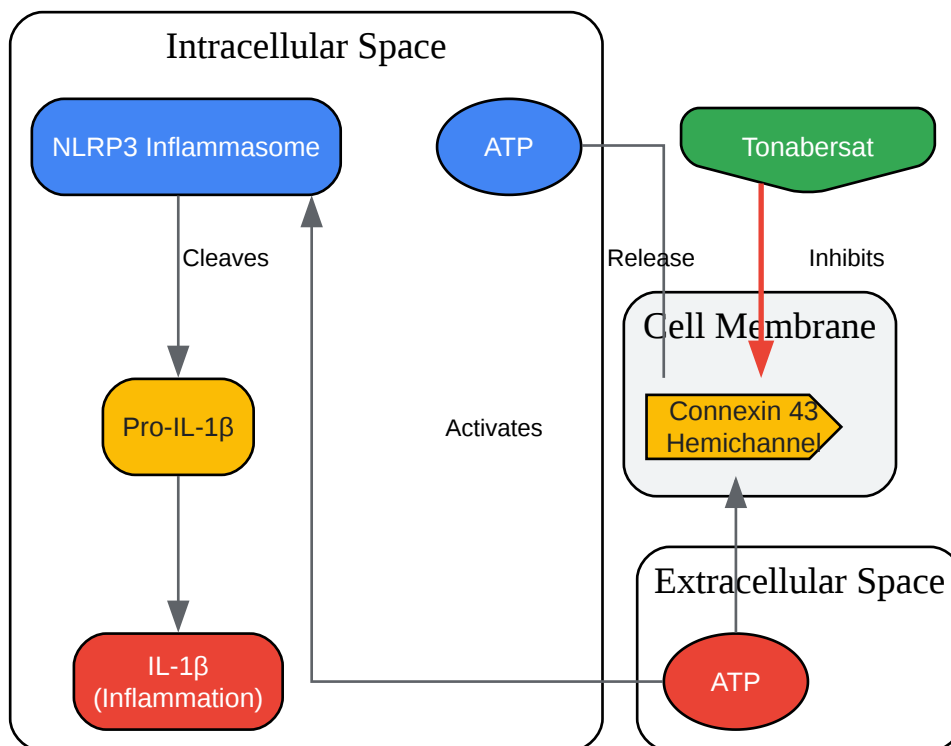 Intracellular Space
NLRP3 Inflammasome
ATP
Tonabersat
Cleaves
Release
Inhibits
Cell Membrane
Pro-IL-1β
Activates
Connexin 43
Hemichannel
Extracellular Space
IL-1β
(Inflammation)
ATP